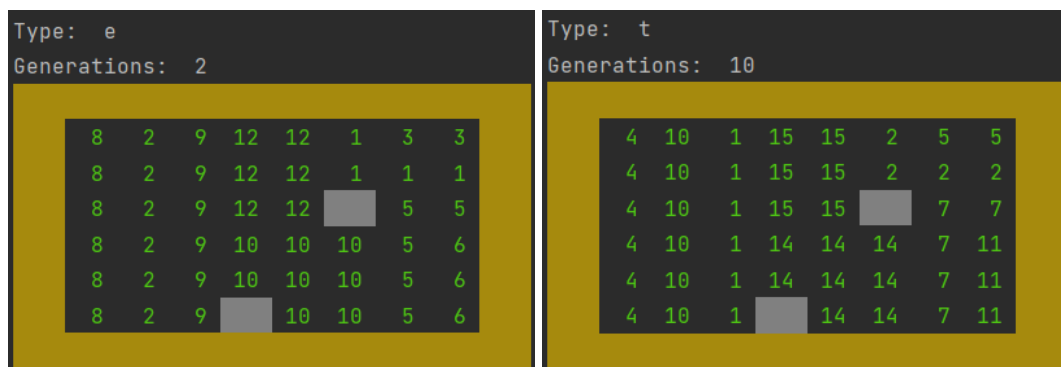 Type: e
Generations: 2
8 2 9 12 12 1 3 3
8 2 9 12 12 1 1 1
8 2 9 12 12 5 5
8 2 9 10 10 10 5 6
8 2 9 10 10 10 5 6
8 2 9 10 10 5 6
Type: t
Generations: 10
4 10 1 15 15 2 5 5
4 10 1 15 15 2 2 2
4 10 1 15 15 7 7
4 10 1 14 14 14 7 11
4 10 1 14 14 14 7 11
4 10 1 14 14 7 11